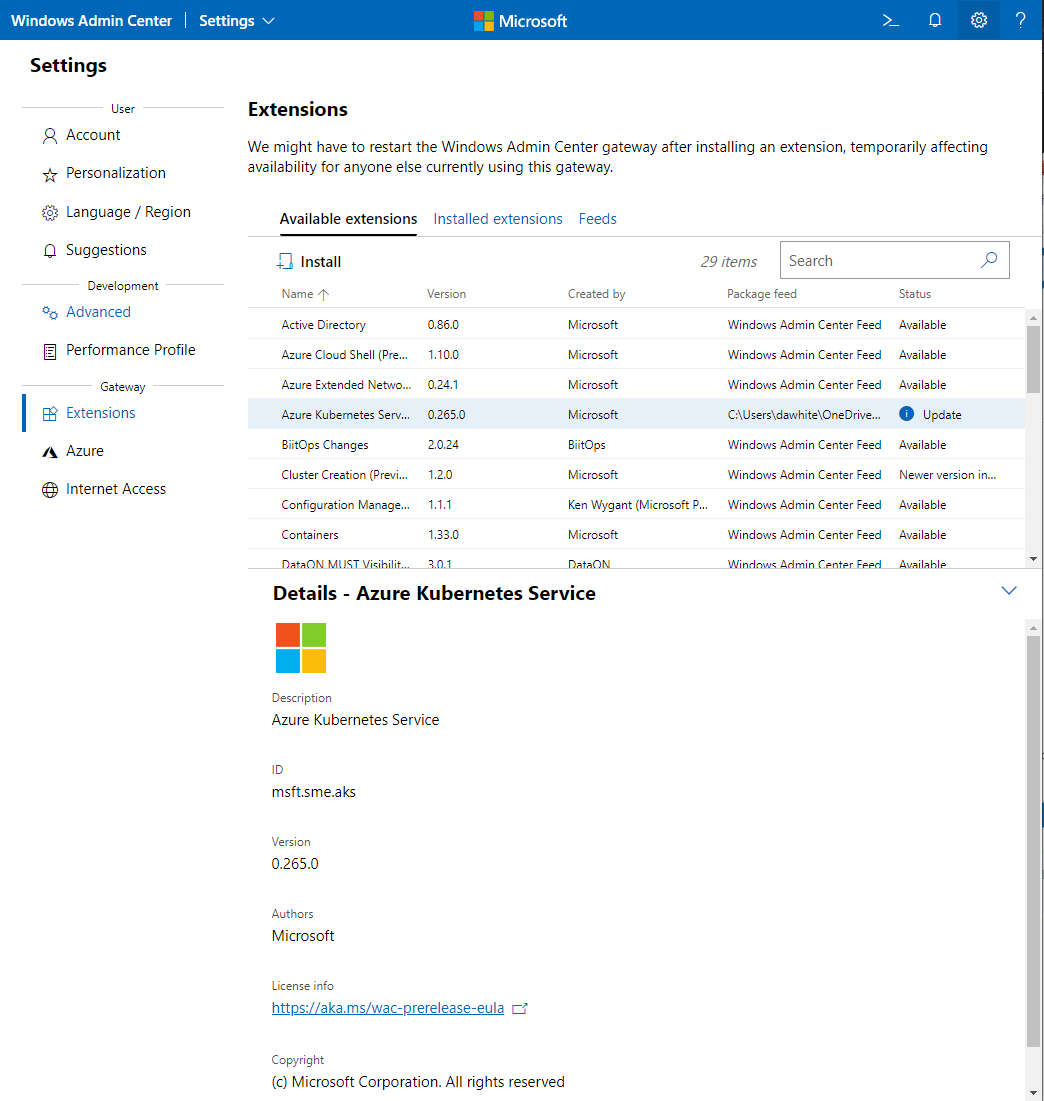 Windows Admin Center Settings Microsoft
Settings
User
Account
Personalization
Language / Region
Suggestions
Development
Advanced
Performance Profile
Gateway
Extensions
Azure
Internet Access
Extensions
We might have to restart the Windows Admin Center gateway after installing an extension, temporarily affecting
availability for anyone else currently using this gateway.
Available extensions Installed extensions Feeds
Install 29 items Search
Name Version Created by Package feed Status
Active Directory 0.86.0 Microsoft Windows Admin Center Feed Available
Azure Cloud Shell (Pre... 1.10.0 Microsoft Windows Admin Center Feed Available
Azure Extended Netwo... 0.24.1 Microsoft Windows Admin Center Feed Available
Azure Kubernetes Serv... 0.265.0 Microsoft C:\Users\dawhite\OneDrive... Update
BiitOps Changes 2.0.24 BiitOps Windows Admin Center Feed Available
Cluster Creation (Previ... 1.2.0 Microsoft Windows Admin Center Feed Newer version in...
Configuration Manage... 1.1.1 Ken Wygant (Microsoft P... Windows Admin Center Feed Available
Containers 1.33.0 Microsoft Windows Admin Center Feed Available
DataON MUST Visibilit... 3.0.1 DataON Windows Admin Center Feed Available
Details - Azure Kubernetes Service
Description
Azure Kubernetes Service
ID
msft.sme.aks
Version
0.265.0
Authors
Microsoft
License info
https://aka.ms/wac-prerelease-eula
Copyright
(c) Microsoft Corporation. All rights reserved